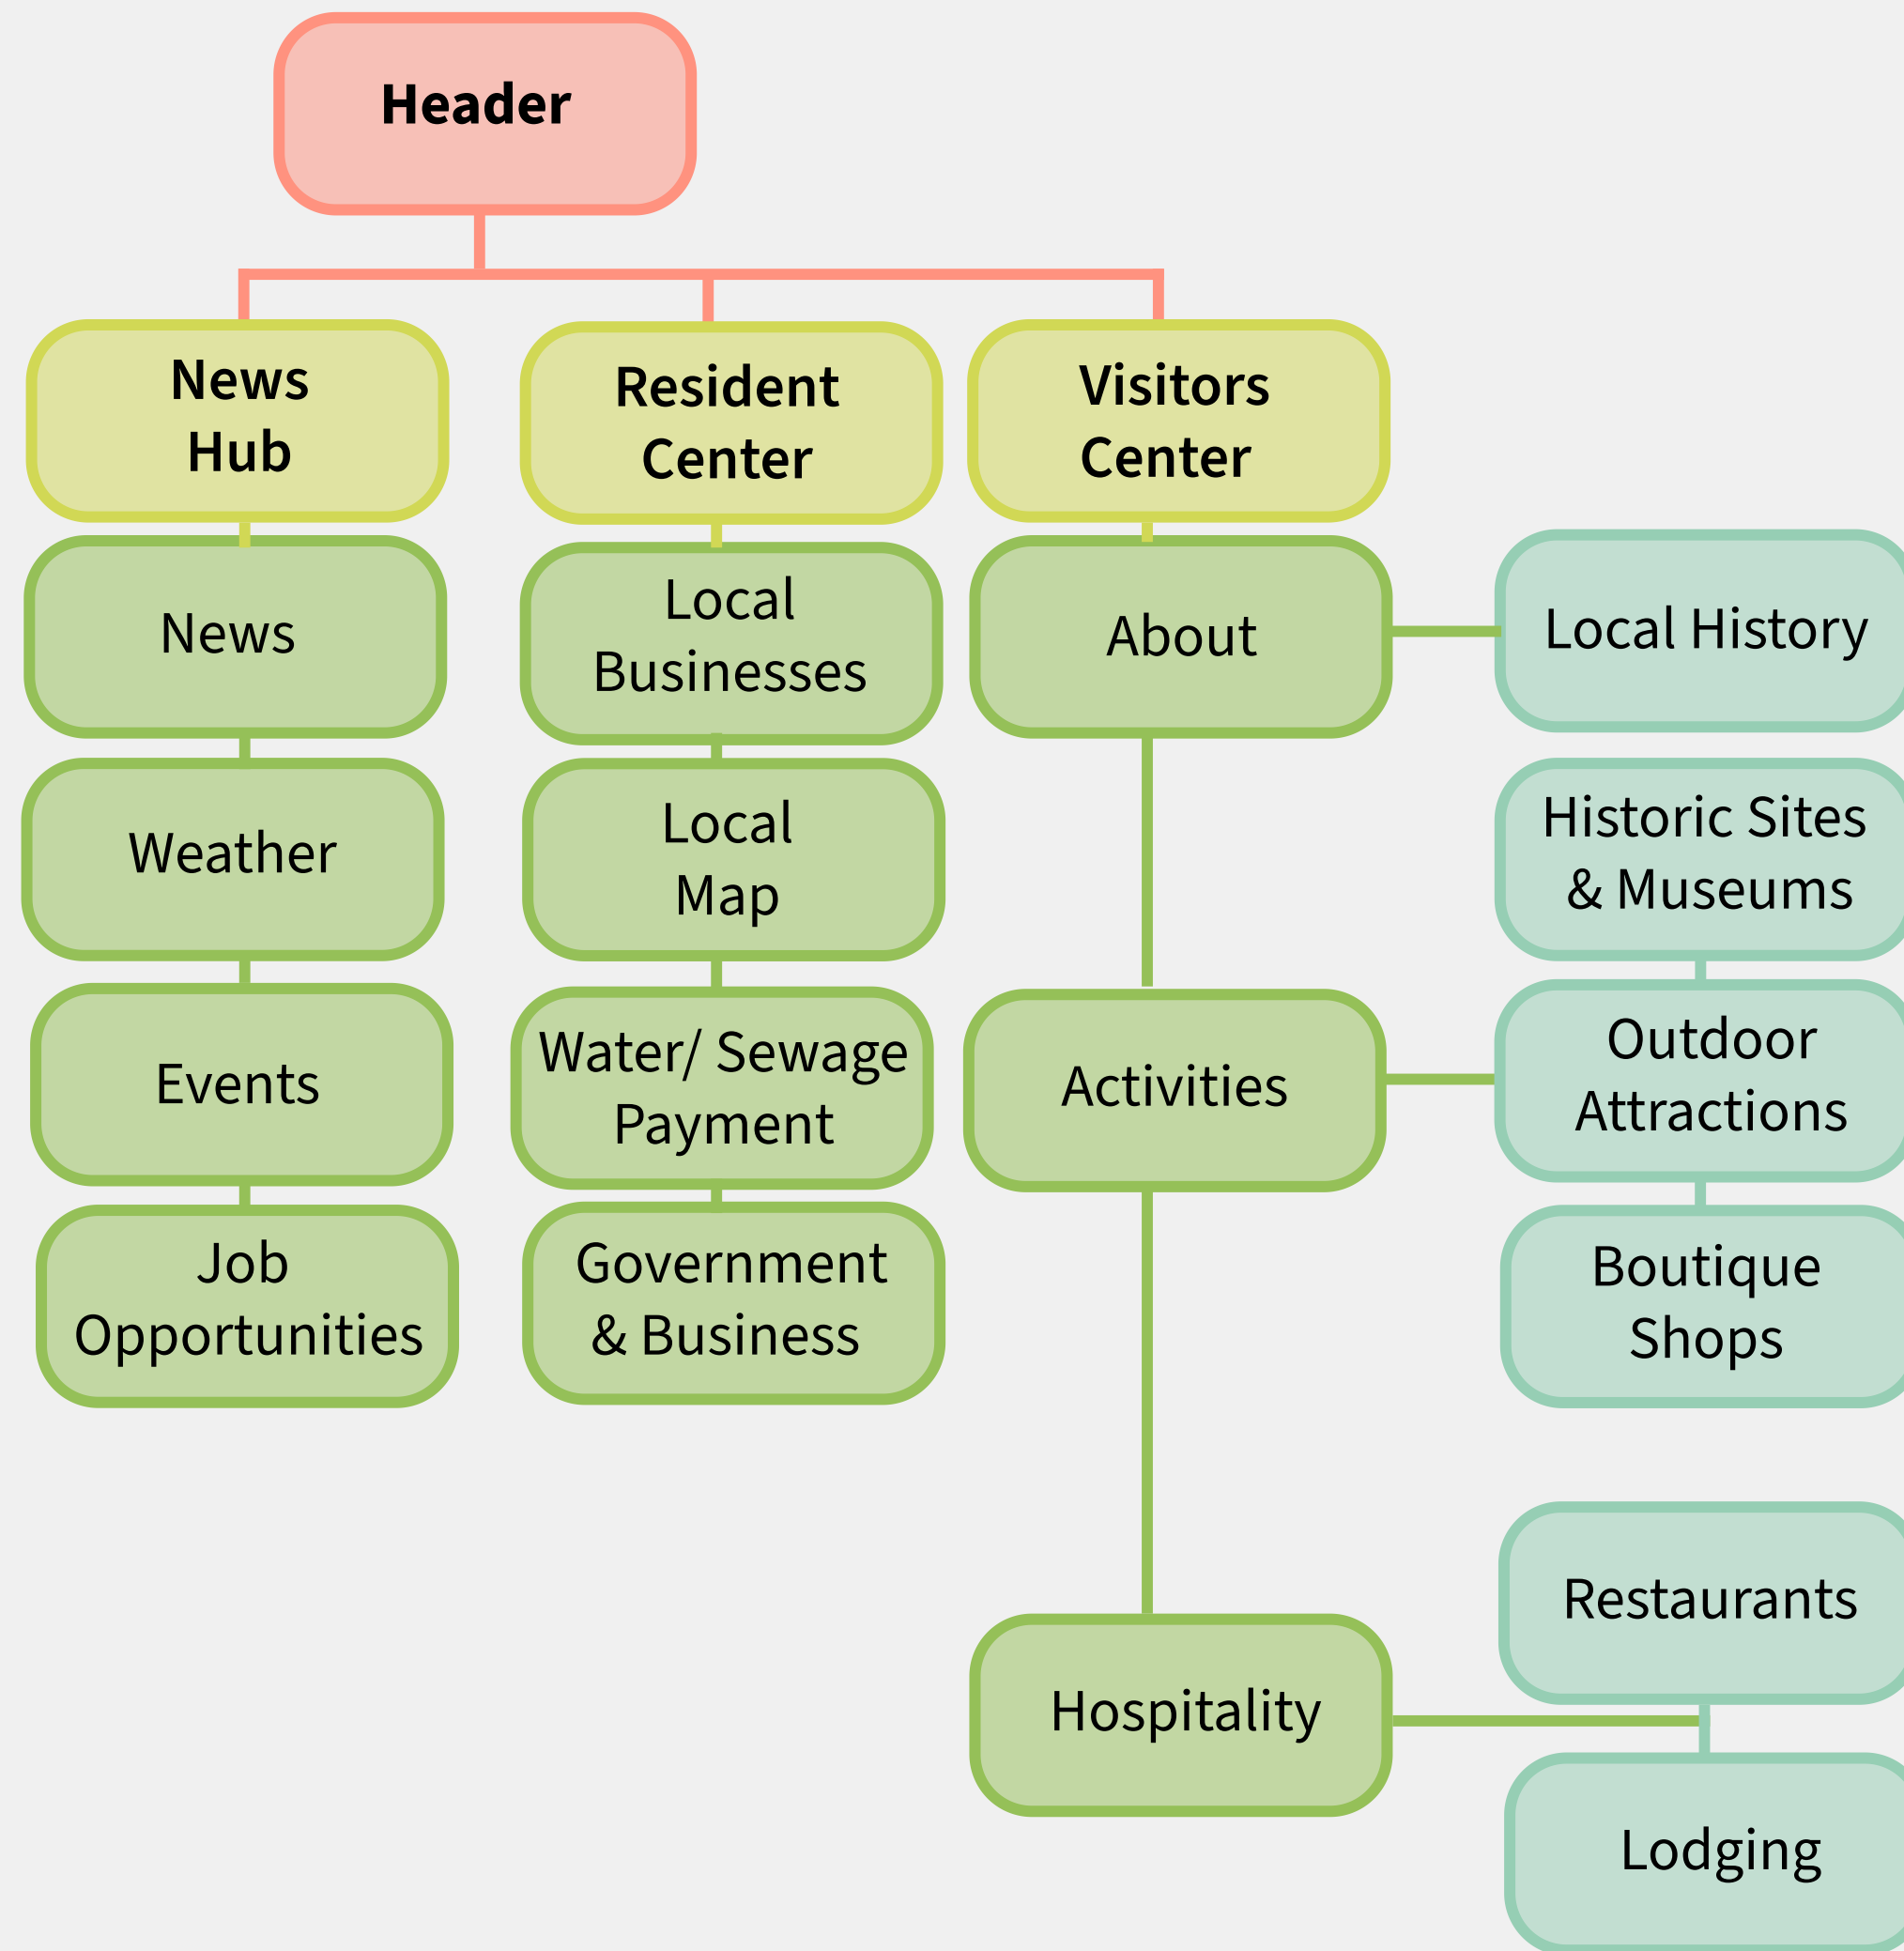 Header
News
Hub
Resident
Center
Visitors
Center
News
Weather
Events
Job
Opportunities
Local
Businesses
Local
Map
Water/ Sewage
Payment
Government
& Business
About
Activities
Hospitality
Local History
Historic Sites
& Museums
Outdoor
Attractions
Boutique
Shops
Restaurants
Lodging